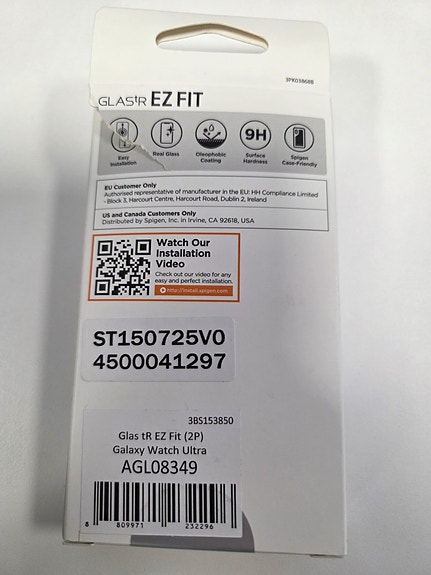 3PK03868B
GLAS.tR EZ FIT
Easy Installation
Real Glass
Oleophobic Coating
9H
Surface Hardness
Spigen Case-Friendly
EU Customer Only
Authorised representative of manufacturer in the EU: HH Compliance Limited
- Block 3, Harcourt Centre, Harcourt Road, Dublin 2, Ireland
US and Canada Customers Only
Distributed by Spigen, Inc. in Irvine, CA 92618, USA
Watch Our
Installation
Video
Check out our video for any
easy and perfect installation.
http://install.spigen.com
ST150725V0
4500041297
3BS153850
Glas tR EZ Fit (2P)
Galaxy Watch Ultra
AGL08349
8 809971 232296